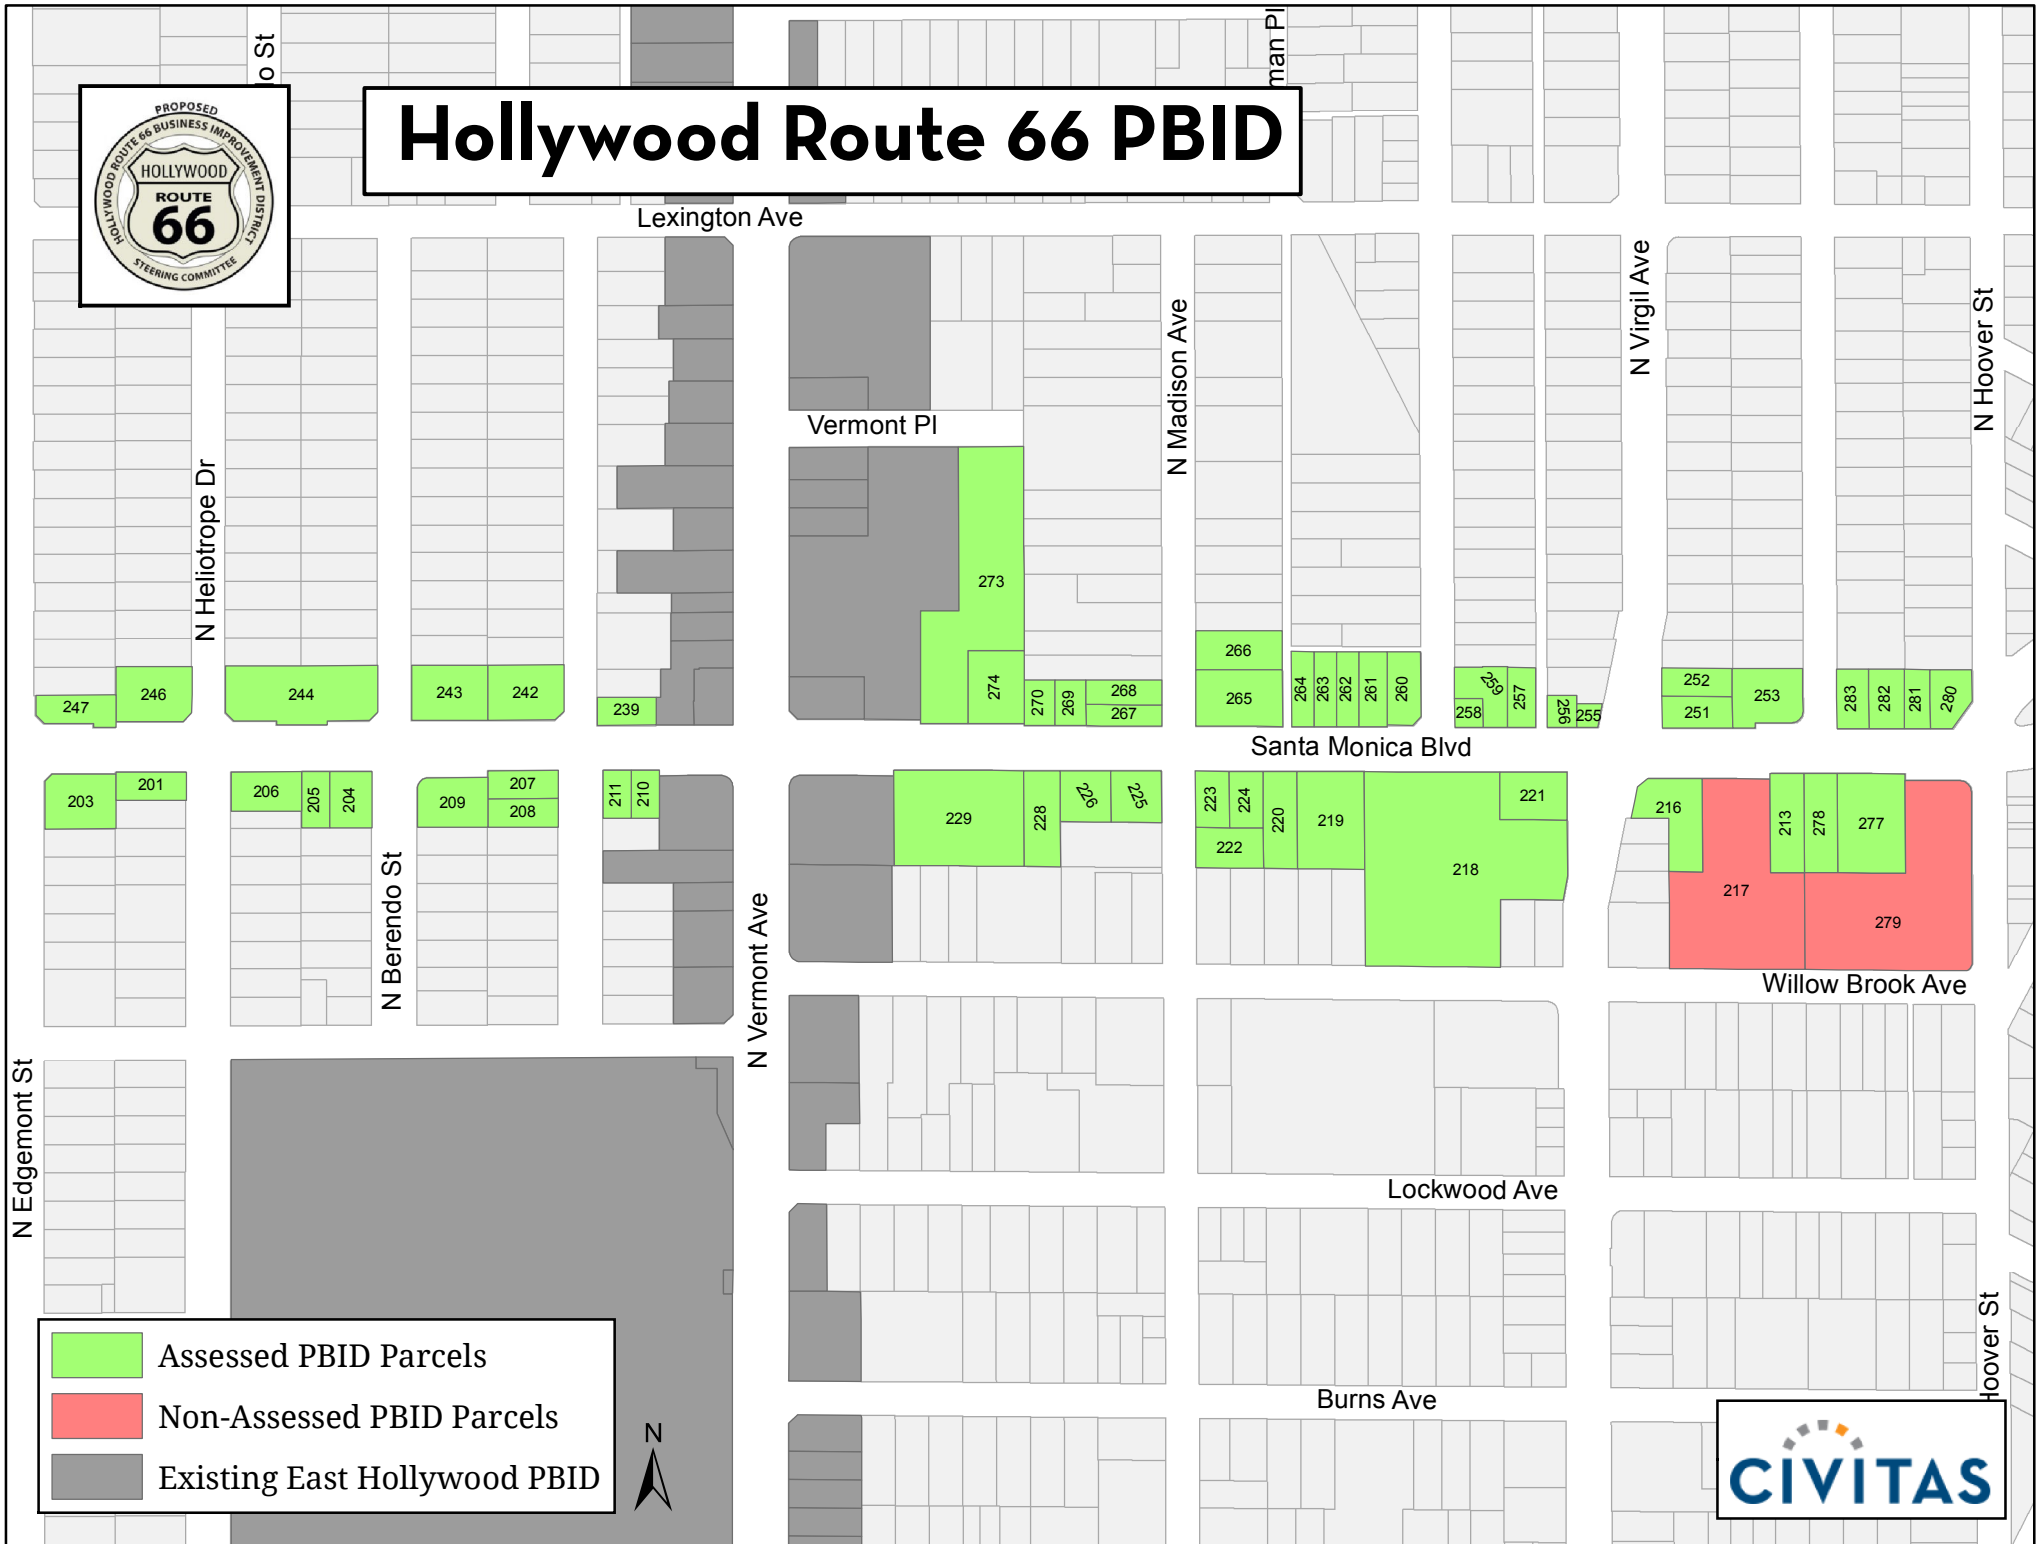 lo St
man Pl
PROPOSED
HOLLYWOOD ROUTE 66 BUSINESS IMPROVEMENT DISTRICT
HOLLYWOOD
ROUTE
66
STEERING COMMITTEE
Hollywood Route 66 PBID
Lexington Ave
N Virgil Ave
N Hoover St
N Madison Ave
Vermont Pl
N Heliotrope Dr
273
266
247
246
244
243
242
239
274
270
269
268
267
265
264
263
262
261
260
259
258
257
256
255
252
251
253
283
282
281
280
Santa Monica Blvd
203
201
206
205
204
209
207
208
211
210
229
228
226
225
223
224
222
220
219
218
221
216
217
213
278
277
279
N Berendo St
N Vermont Ave
Willow Brook Ave
N Edgemont St
Lockwood Ave
Hoover St
Burns Ave
Assessed PBID Parcels
Non-Assessed PBID Parcels
Existing East Hollywood PBID
N
CIVITAS